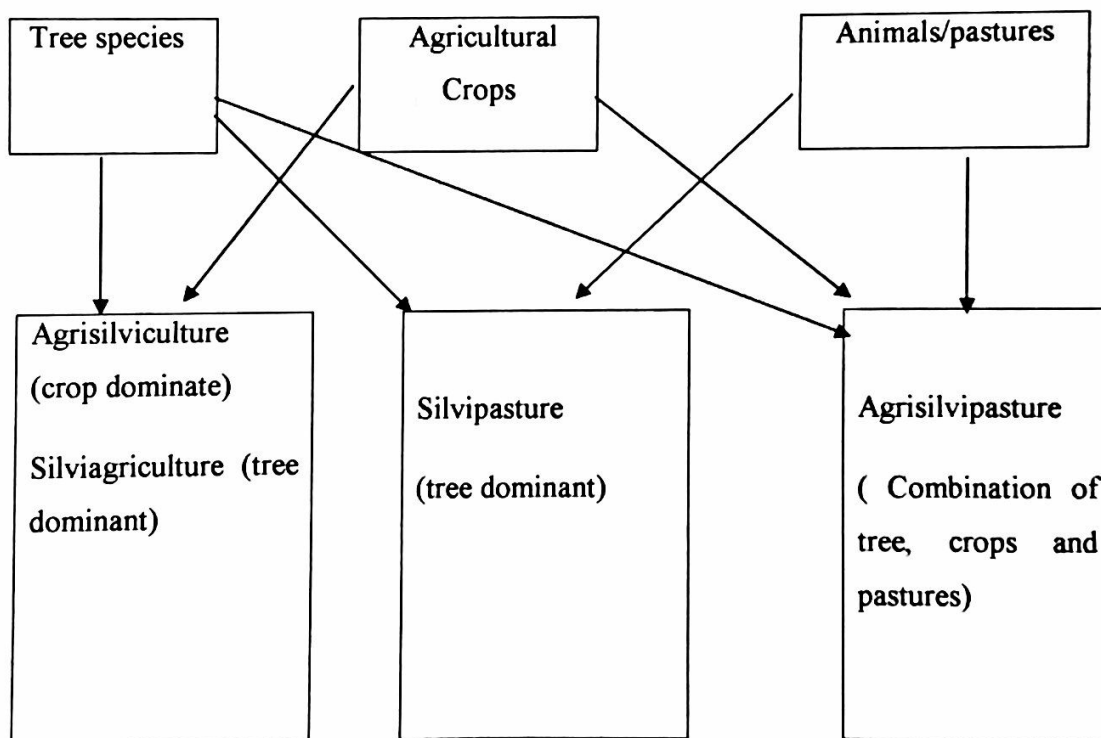 Tree species
Agricultural
Crops
Animals/pastures
Agrisilviculture
(crop dominate)
Silviagriculture (tree
dominant)
Silvipasture
(tree dominant)
Agrisilvipasture
( Combination of
tree, crops and
pastures)